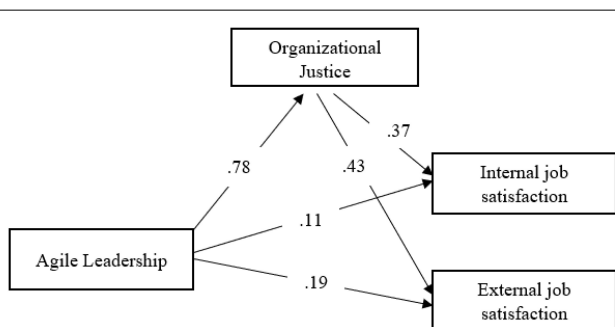 Organizational
Justice
.37
.78
.43
Internal job
satisfaction
.11
Agile Leadership
.19
External job
satisfaction